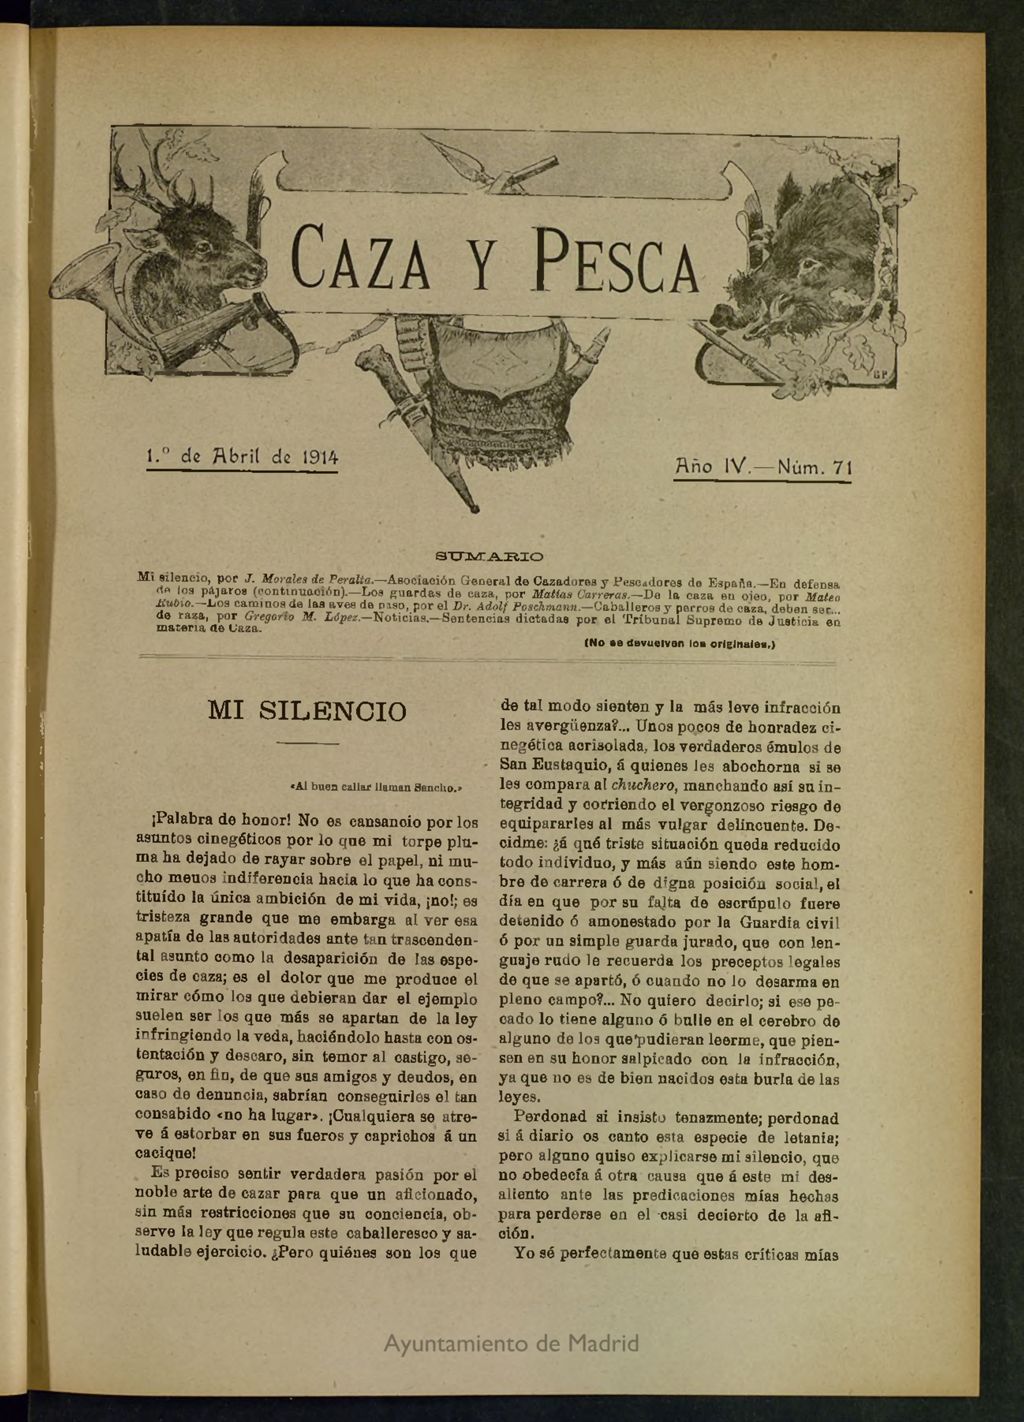 CAZA Y PESCA
1.º de Abril de 1914
Año IV.—Núm. 71
SUMARIO
Mi silencio, por J. Morales de Peralta.—Asociación General de Cazadores y Pescadores de España.—En defensa
de los pájaros (continuación).—Los guardas de caza, por Matías Carreras.—De la caza en ojeo, por Mateo
Rubio.—Los caminos de las aves de paso, por el Dr. Adolf Poschmann.—Caballeros y perros de caza, deben ser...
de raza, por Gregorio M. López.—Noticias.—Sentencias dictadas por el Tribunal Supremo de Justicia en
materia de Caza.
(No se devuelven los originales.)
MI SILENCIO
«Al buen callar llaman Sancho.»
¡Palabra de honor! No es cansancio por los
asuntos cinegéticos por lo que mi torpe plu-
ma ha dejado de rayar sobre el papel, ni mu-
cho menos indiferencia hacia lo que ha cons-
tituído la única ambición de mi vida, ¡no!; es
tristeza grande que me embarga al ver esa
apatía de las autoridades ante tan trascenden-
tal asunto como la desaparición de las espe-
cies de caza; es el dolor que me produce el
mirar cómo los que debieran dar el ejemplo
suelen ser los que más se apartan de la ley
infringiendo la veda, haciéndolo hasta con os-
tentación y descaro, sin temor al castigo, se-
guros, en fin, de que sus amigos y deudos, en
caso de denuncia, sabrían conseguirles el tan
consabido «no ha lugar». ¡Cualquiera se atre-
ve á estorbar en sus fueros y caprichos á un
cacique!
Es preciso sentir verdadera pasión por el
noble arte de cazar para que un aficionado,
sin más restricciones que su conciencia, ob-
serve la ley que regula este caballeresco y sa-
ludable ejercicio. ¿Pero quiénes son los que
de tal modo sienten y la más leve infracción
les avergüenza?... Unos pocos de honradez ci-
negética acrisolada, los verdaderos émulos de
San Eustaquio, á quienes les abochorna si se
les compara al chuchero, manchando así su in-
tegridad y corriendo el vergonzoso riesgo de
equipararles al más vulgar delincuente. De-
cidme: ¿á qué triste situación queda reducido
todo individuo, y más aún siendo este hom-
bre de carrera ó de digna posición social, el
día en que por su falta de escrúpulo fuere
detenido ó amonestado por la Guardia civil
ó por un simple guarda jurado, que con len-
guaje rudo le recuerda los preceptos legales
de que se apartó, ó cuando no lo desarma en
pleno campo?... No quiero decirlo; si ese pe-
cado lo tiene alguno ó bulle en el cerebro de
alguno de los que pudieran leerme, que pien-
sen en su honor salpicado con la infracción,
ya que no es de bien nacidos esta burla de las
leyes.
Perdonad si insisto tenazmente; perdonad
si á diario os canto esta especie de letanía;
pero alguno quiso explicarse mi silencio, que
no obedecía á otra causa que á este mi des-
aliento ante las predicaciones mías hechas
para perderse en el casi decierto de la afi-
ción.
Yo sé perfectamente que estas críticas mías
GP
Ayuntamiento de Madrid